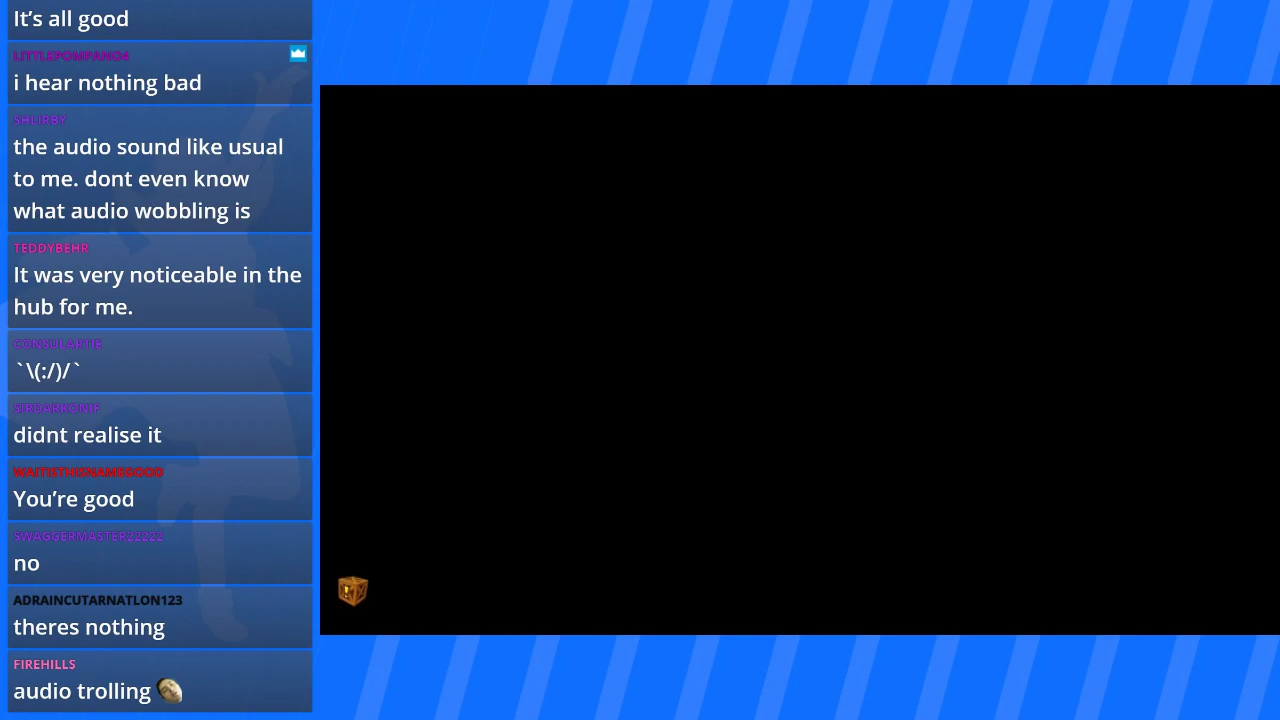 It’s all good
LITTLEPOMPANO4
i hear nothing bad
SHLIRBY
the audio sound like usual
to me. dont even know
what audio wobbling is
TEDDYBEHR
It was very noticeable in the
hub for me.
CONSULARTIE
`\(:/)/`
SIRDARKONIF
didnt realise it
WAITIZTHISNAMEGOOD
You’re good
SWAGGERMASTER22222
no
ADRAINCUTARNATLON123
theres nothing
FIREHILLS
audio trolling